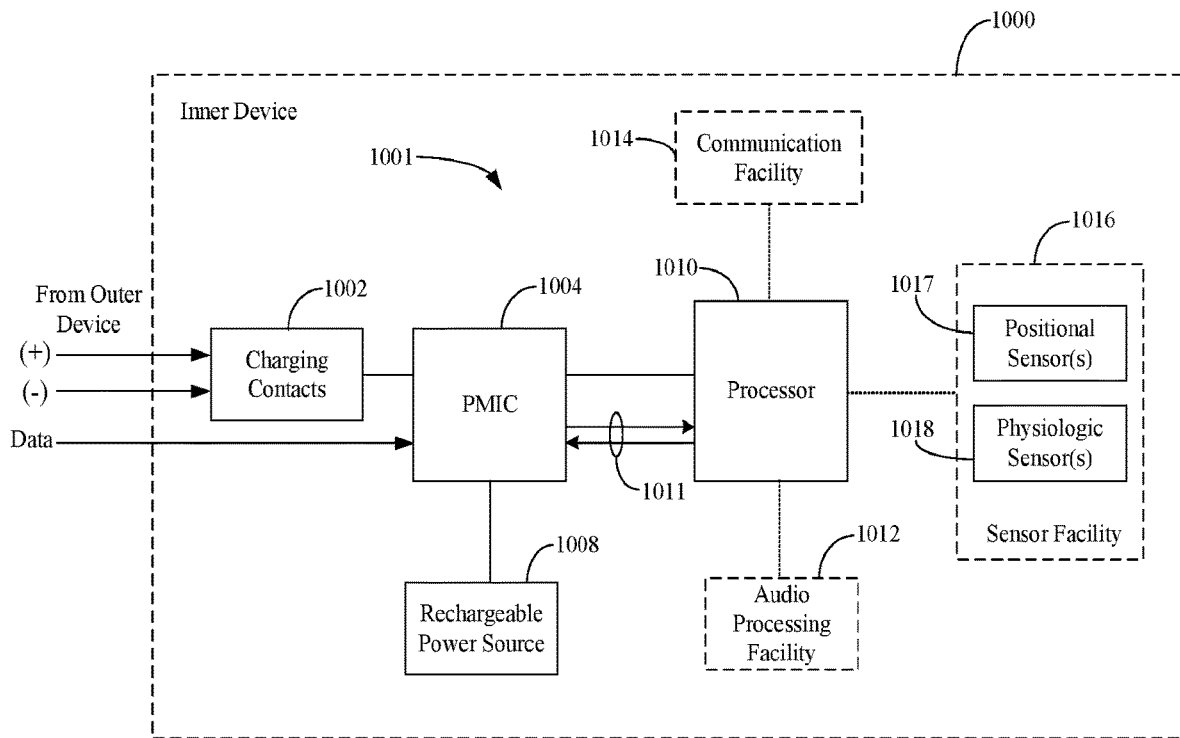 1000
Inner Device
1014
Communication
Facility
1001
1016
1010
1017
Positional
Sensor(s)
From Outer
Device
1002
1004
(+)
(-)
Charging
Contacts
PMIC
Processor
Data
1018
Physiologic
Sensor(s)
1011
Sensor Facility
1008
1012
Rechargeable
Power Source
Audio
Processing
Facility